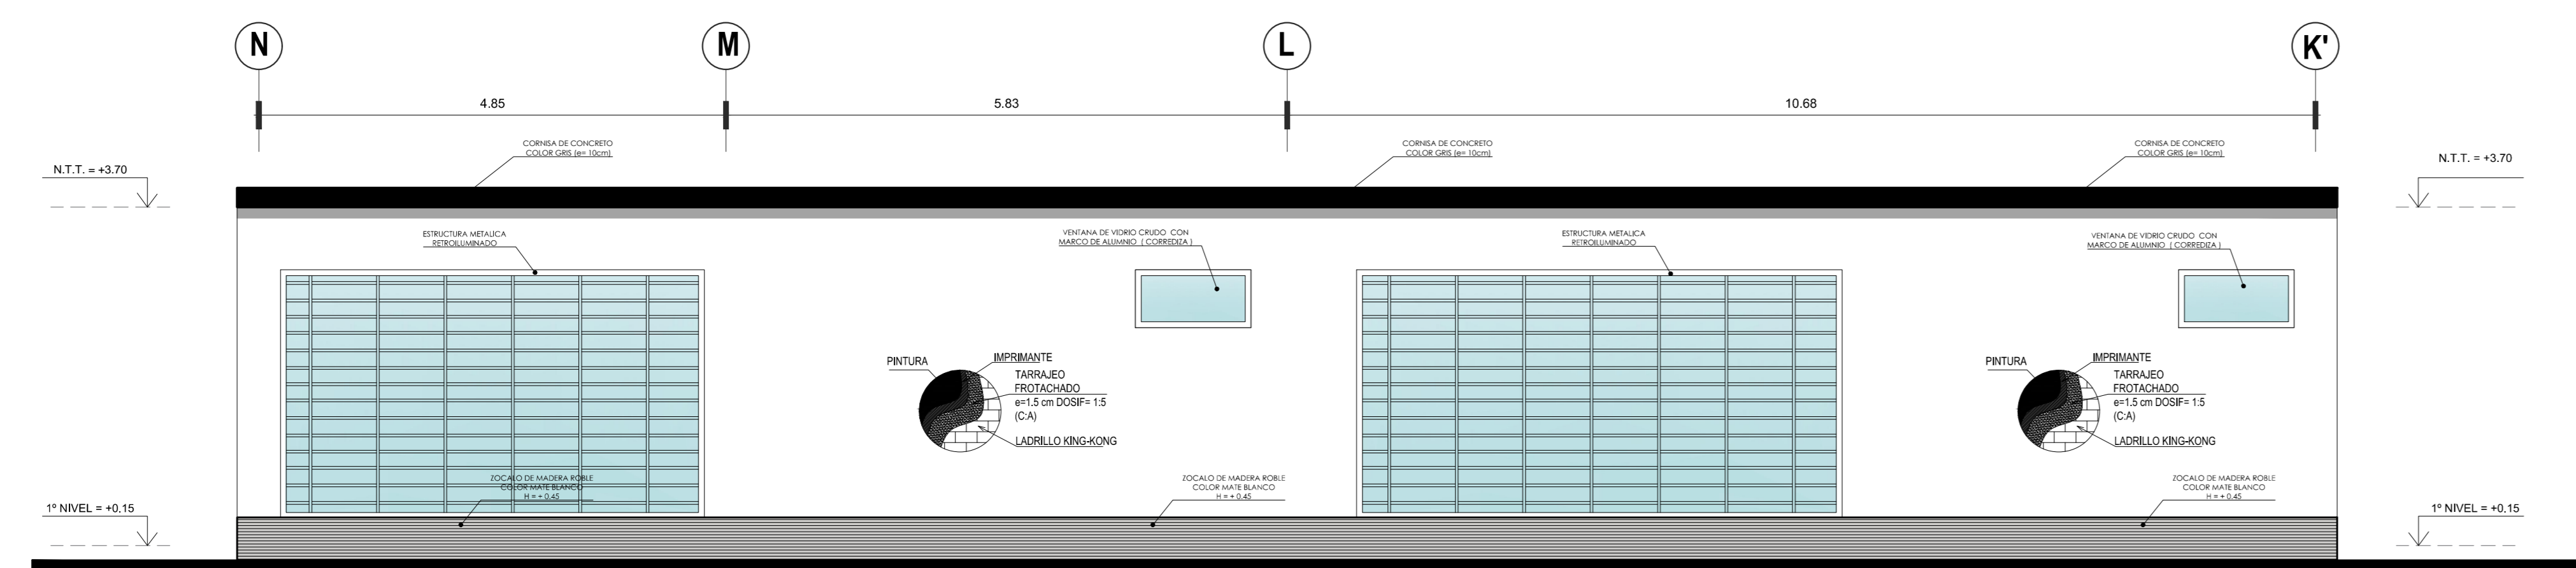 N
M
L
K'
4.85
5.83
10.68
CORNISA DE CONCRETO
COLOR GRIS (e= 10cm)
CORNISA DE CONCRETO
COLOR GRIS (e= 10cm)
CORNISA DE CONCRETO
COLOR GRIS (e= 10cm)
N.T.T. = +3.70
N.T.T. = +3.70
ESTRUCTURA METALICA
RETROILUMINADO
VENTANA DE VIDRIO CRUDO CON
MARCO DE ALUMNIO ( CORREDIZA )
ESTRUCTURA METALICA
RETROILUMINADO
VENTANA DE VIDRIO CRUDO CON
MARCO DE ALUMNIO ( CORREDIZA )
PINTURA
IMPRIMANTE
TARRAJEO
FROTACHADO
e=1.5 cm DOSIF= 1:5
(C:A)
LADRILLO KING-KONG
PINTURA
IMPRIMANTE
TARRAJEO
FROTACHADO
e=1.5 cm DOSIF= 1:5
(C:A)
LADRILLO KING-KONG
ZOCALO DE MADERA ROBLE
COLOR MATE BLANCO
H = + 0.45
ZOCALO DE MADERA ROBLE
COLOR MATE BLANCO
H = + 0.45
ZOCALO DE MADERA ROBLE
COLOR MATE BLANCO
H = + 0.45
1º NIVEL = +0.15
1º NIVEL = +0.15